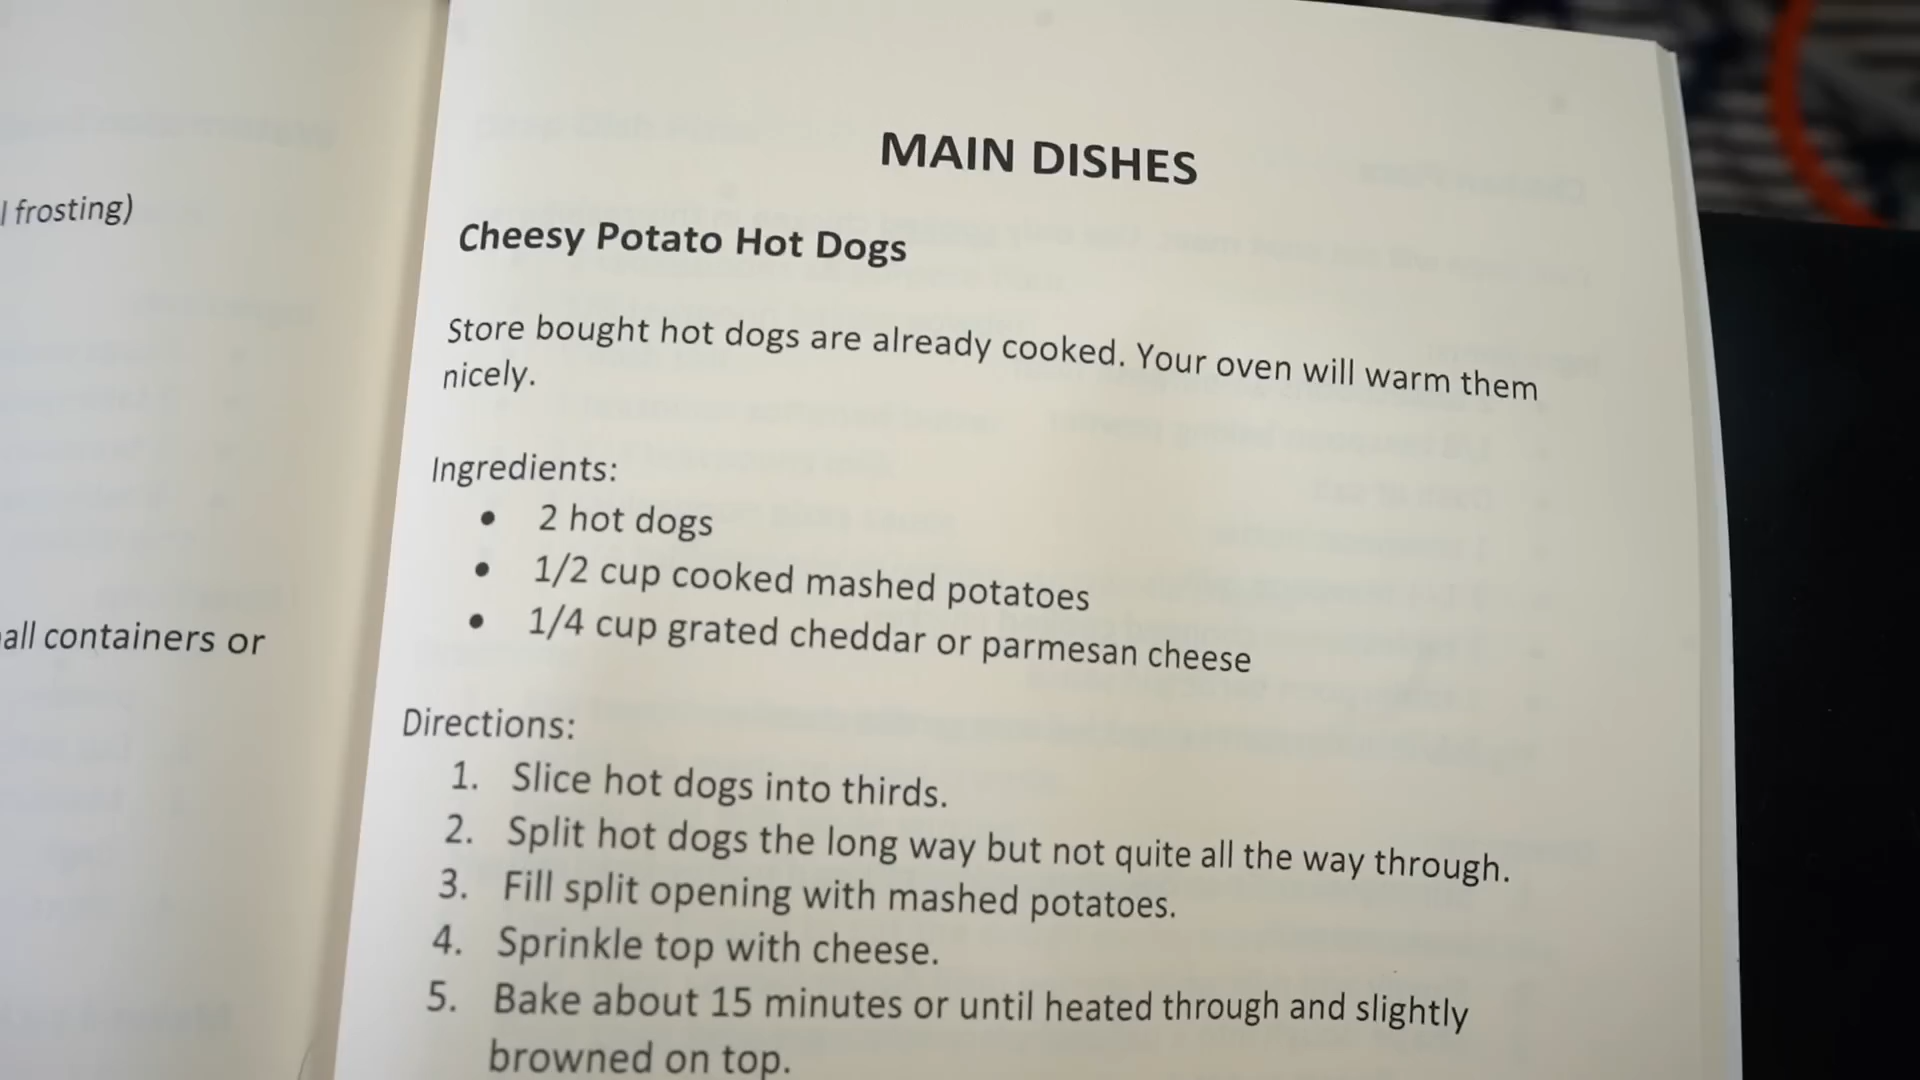 frosting)
all containers or
MAIN DISHES
Cheesy Potato Hot Dogs
Store bought hot dogs are already cooked. Your oven will warm them
nicely.
Ingredients:
• 2 hot dogs
• 1/2 cup cooked mashed potatoes
• 1/4 cup grated cheddar or parmesan cheese
Directions:
1. Slice hot dogs into thirds.
2. Split hot dogs the long way but not quite all the way through.
3. Fill split opening with mashed potatoes.
4. Sprinkle top with cheese.
5. Bake about 15 minutes or until heated through and slightly
browned on top.